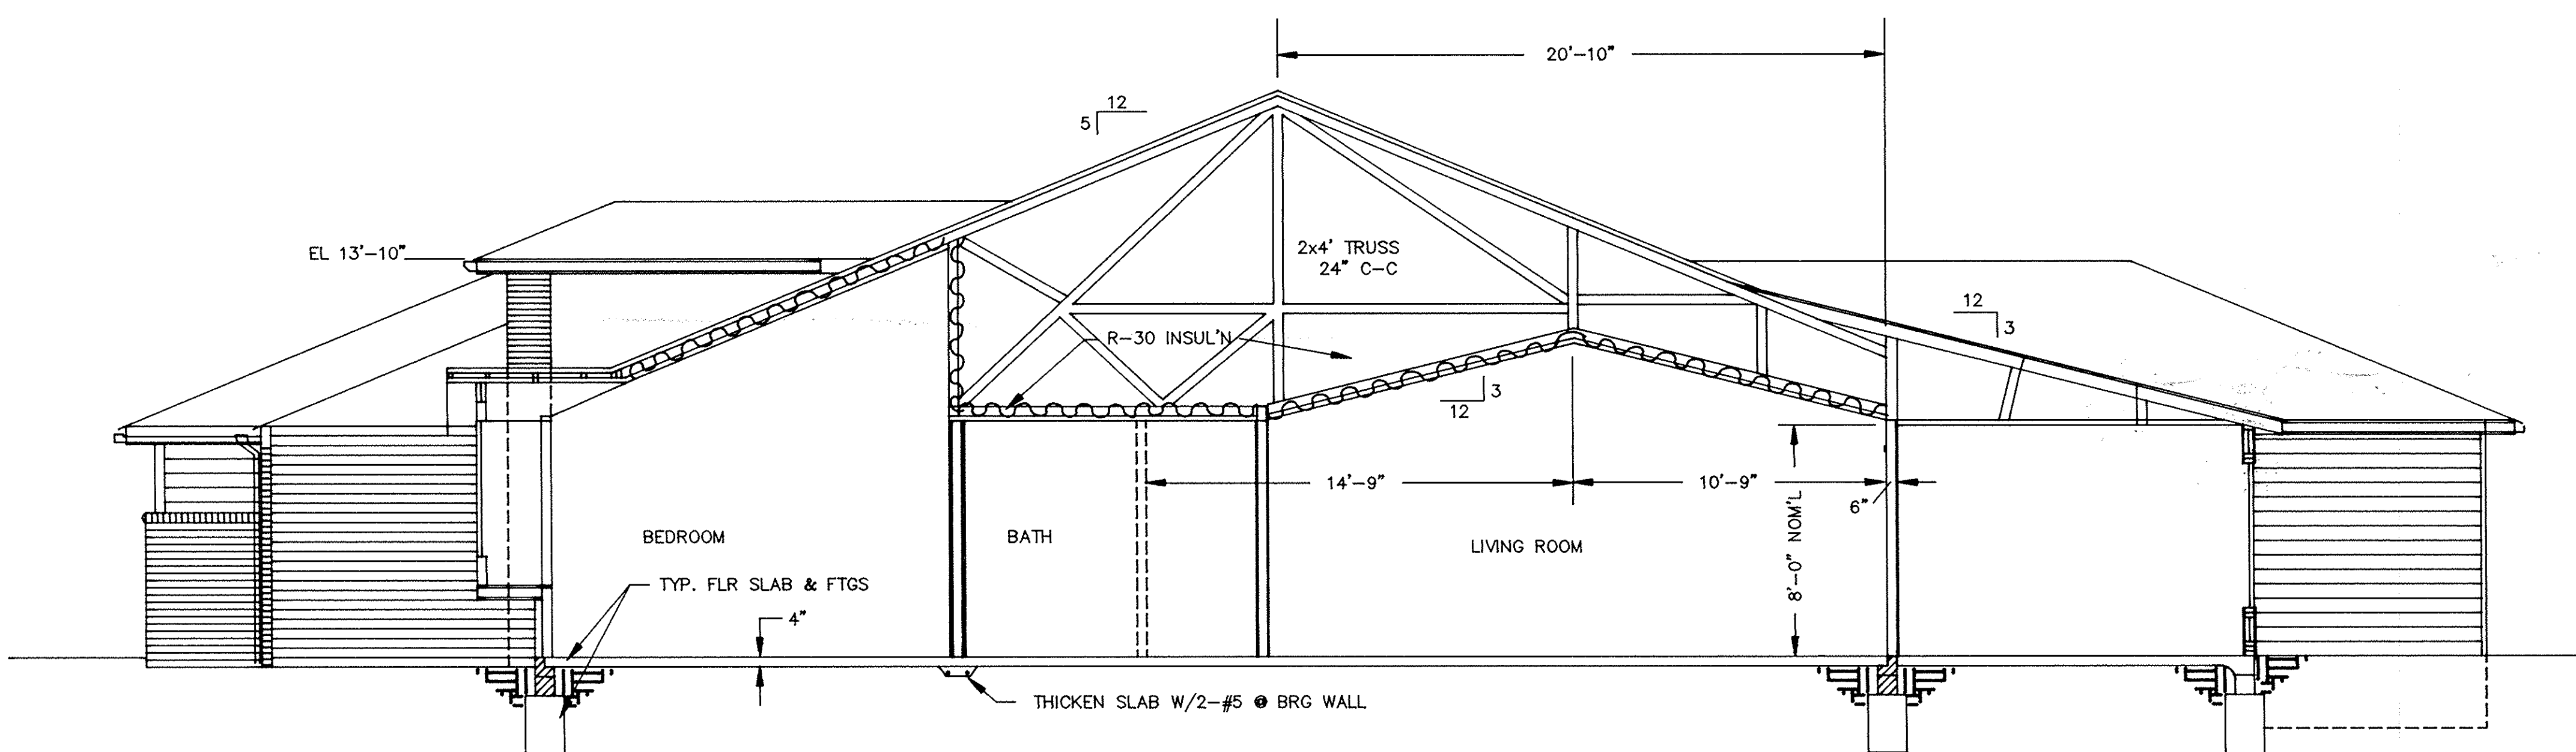 20'-10"
12
5
EL 13'-10"
2x4' TRUSS
24" C-C
12
3
R-30 INSUL'N
3
12
14'-9"
10'-9"
6"
8'-0" NOM'L
BEDROOM
BATH
LIVING ROOM
TYP. FLR SLAB & FTGS
4"
THICKEN SLAB W/2-#5 @ BRG WALL